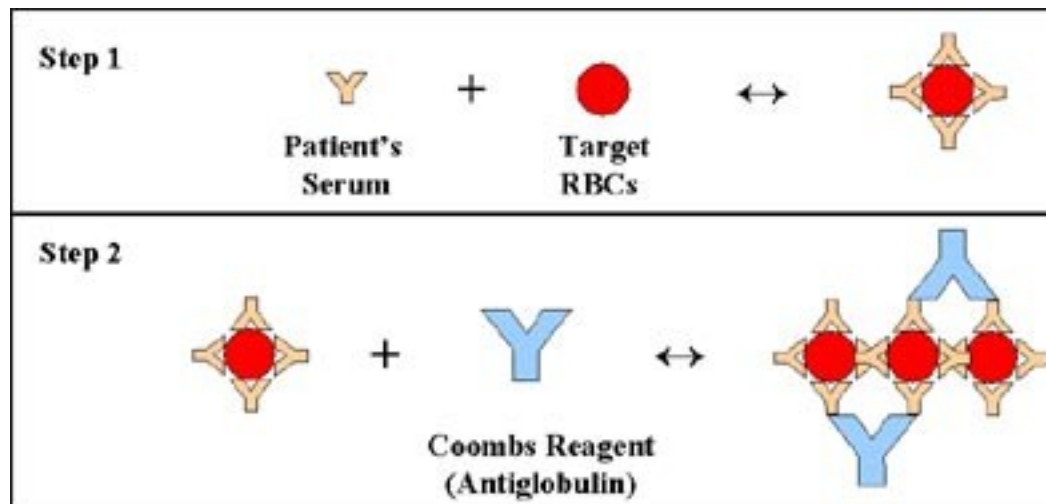 Step 1
+
↔
Patient's
Serum
Target
RBCs
Step 2
+
↔
Coombs Reagent
(Antiglobulin)